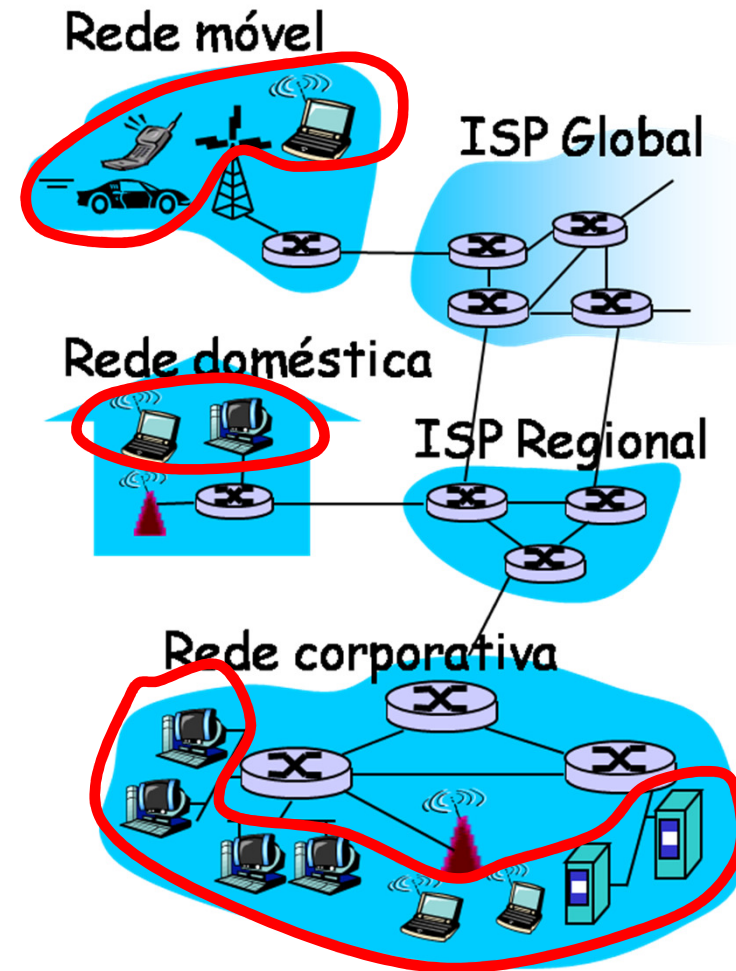 Rede móvel
ISP Global
Rede doméstica
ISP Regional
Rede corporativa